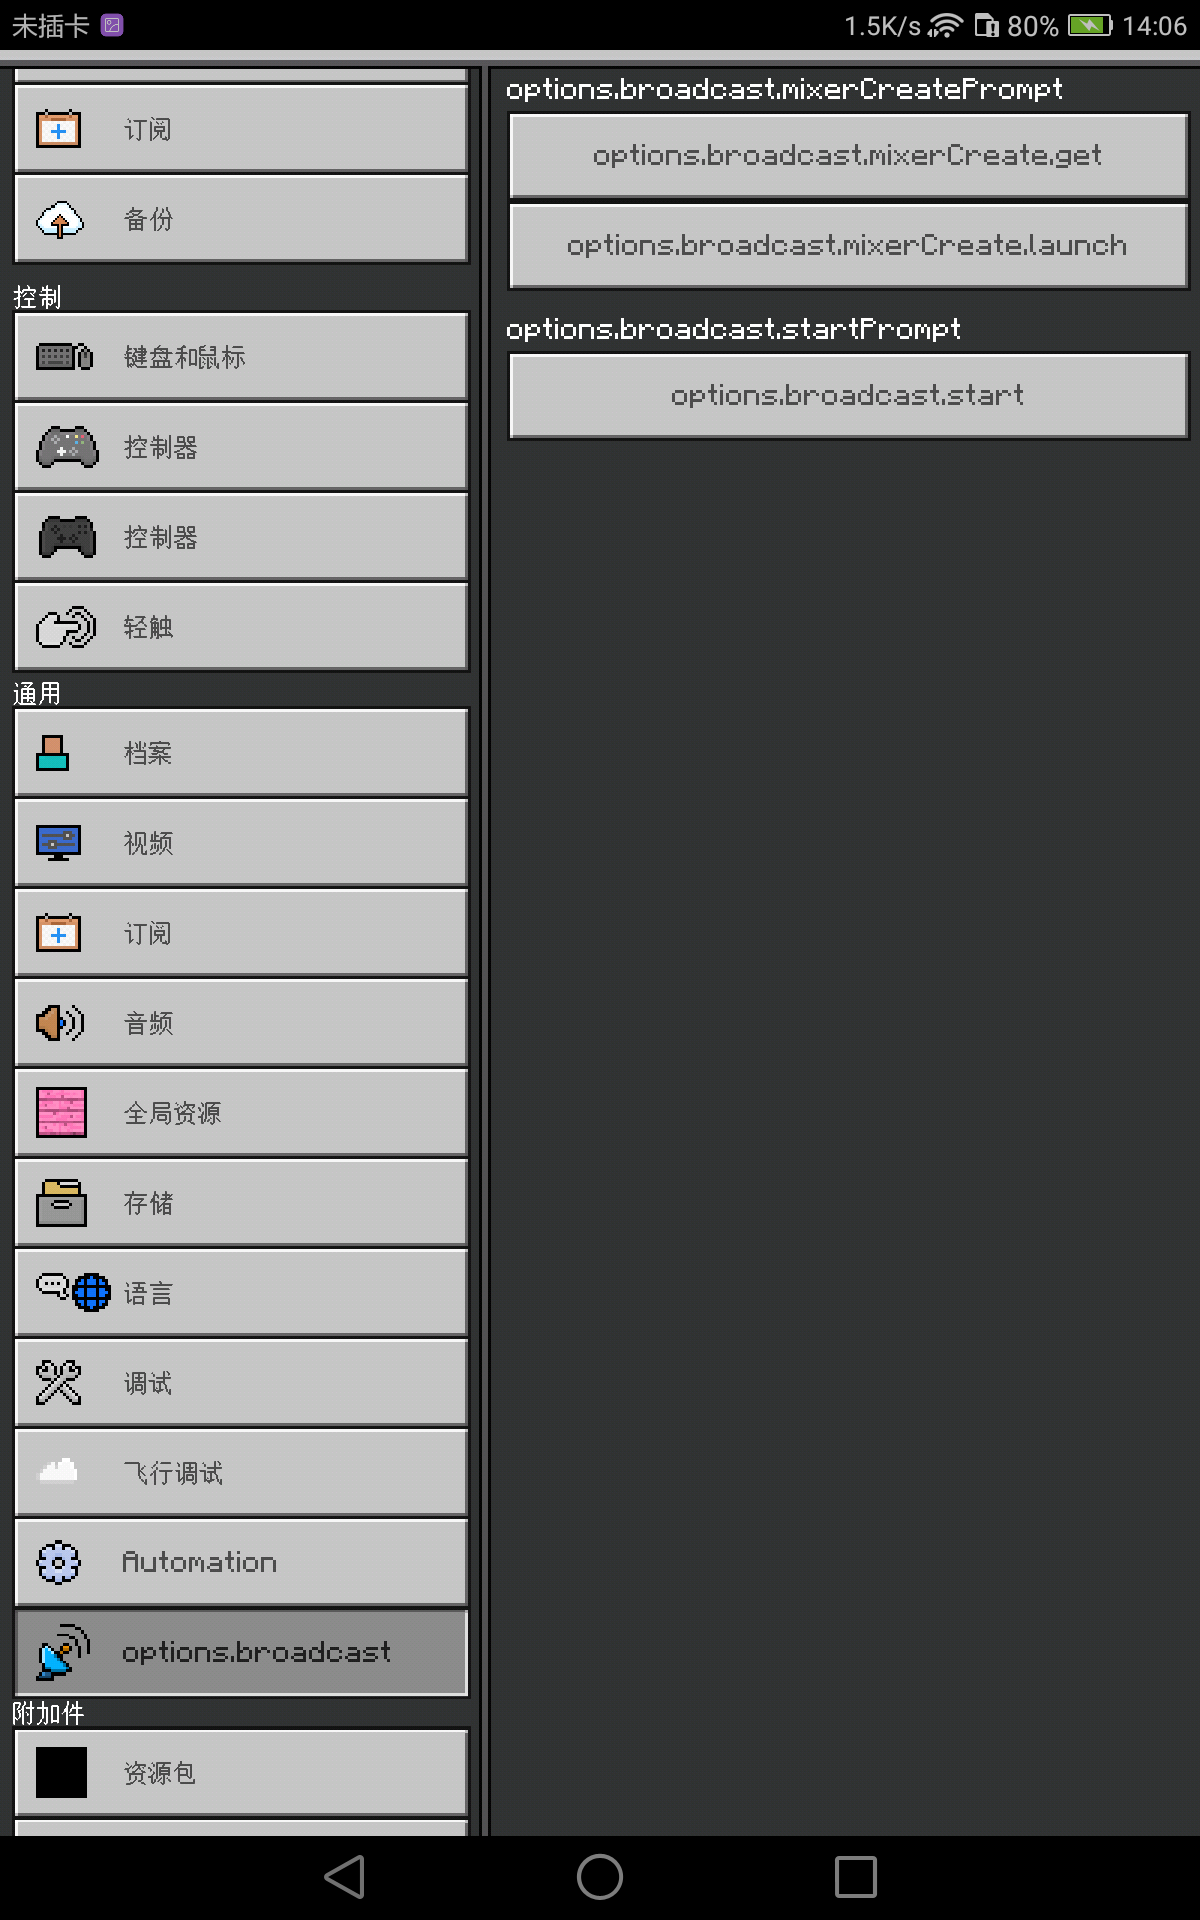 未插卡 1.5K/s 80% 14:06
订阅
备份
控制
键盘和鼠标
控制器
控制器
轻触
通用
档案
视频
订阅
音频
全局资源
存储
语言
调试
飞行调试
Automation
options.broadcast
附加件
资源包
options.broadcast.mixerCreatePrompt
options.broadcast.mixerCreate.get
options.broadcast.mixerCreate.launch
options.broadcast.startPrompt
options.broadcast.start